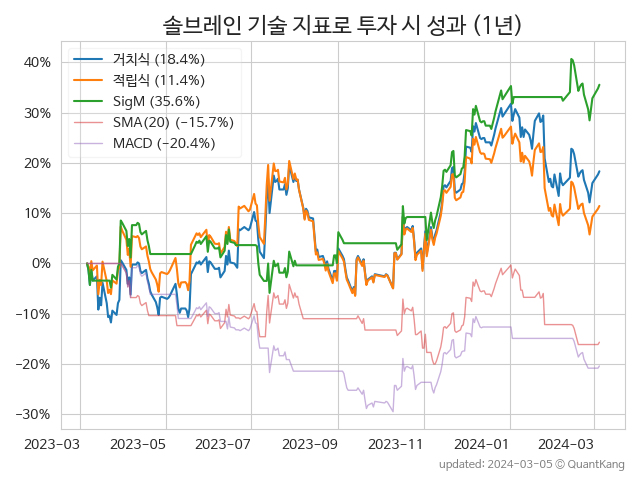 솔브레인 기술 지표로 투자 시 성과 (1년)
거치식 (18.4%)
적립식 (11.4%)
SigM (35.6%)
SMA(20) (−15.7%)
MACD (−20.4%)
40%
30%
20%
10%
0%
−10%
−20%
−30%
2023-03 2023-05 2023-07 2023-09 2023-11 2024-01 2024-03
updated: 2024-03-05 ⓒ QuantKang